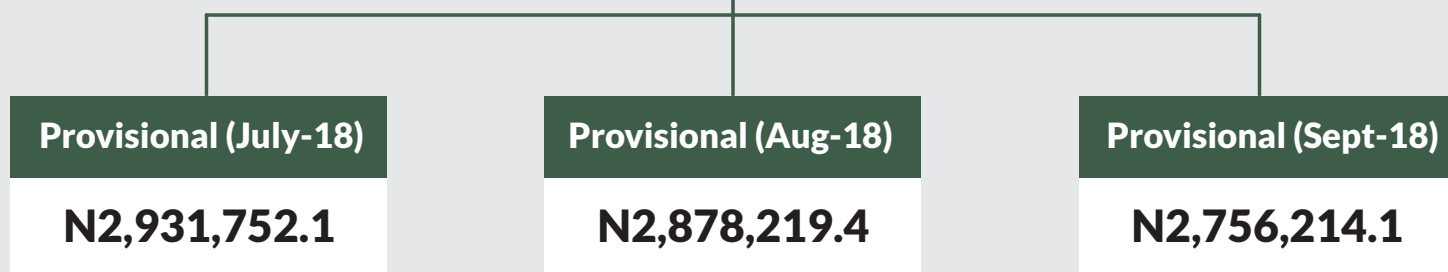 Provisional (July-18)
N2,931,752.1
Provisional (Aug-18)
N2,878,219.4
Provisional (Sept-18)
N2,756,214.1